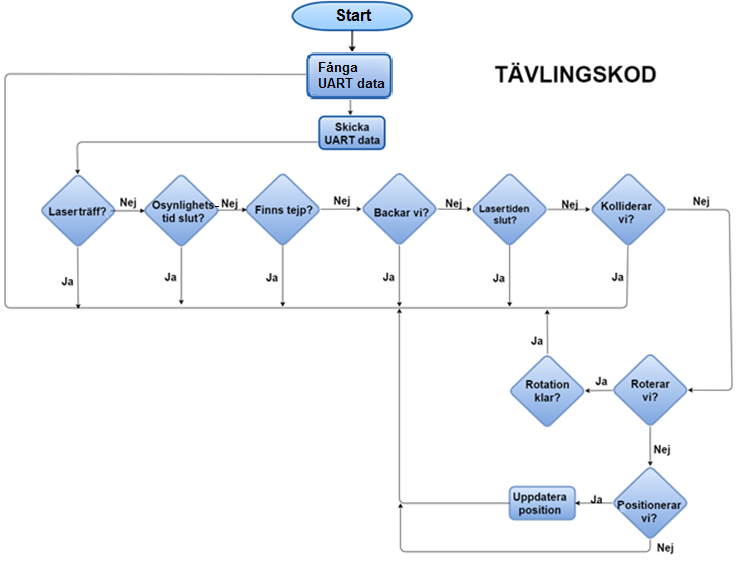 Start
Fånga
UART data
TÄVLINGSKOD
Skicka
UART data
Laserträff?
Nej
Osynlighets-
tid slut?
Nej
Finns tejp?
Nej
Backar vi?
Nej
Lasertiden
slut?
Nej
Kolliderar
vi?
Nej
Ja
Ja
Ja
Ja
Ja
Ja
Ja
Rotation
klar?
Ja
Roterar
vi?
Nej
Uppdatera
position
Ja
Positionerar
vi?
Nej